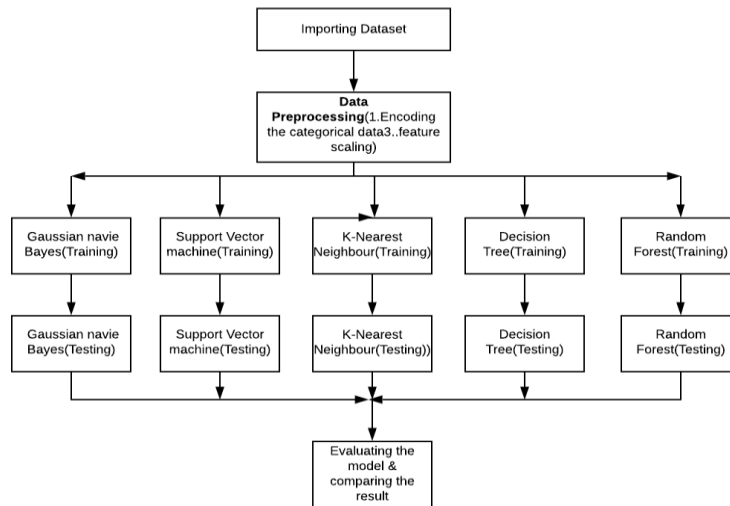 Importing Dataset
Data
Preprocessing(1.Encoding
the categorical data3..feature
scaling)
Gaussian navie
Bayes(Training)
Support Vector
machine(Training)
K-Nearest
Neighbour(Training)
Decision
Tree(Training)
Random
Forest(Training)
Gaussian navie
Bayes(Testing)
Support Vector
machine(Testing)
K-Nearest
Neighbour(Testing))
Decision
Tree(Testing)
Random
Forest(Testing)
Evaluating the
model &
comparing the
result